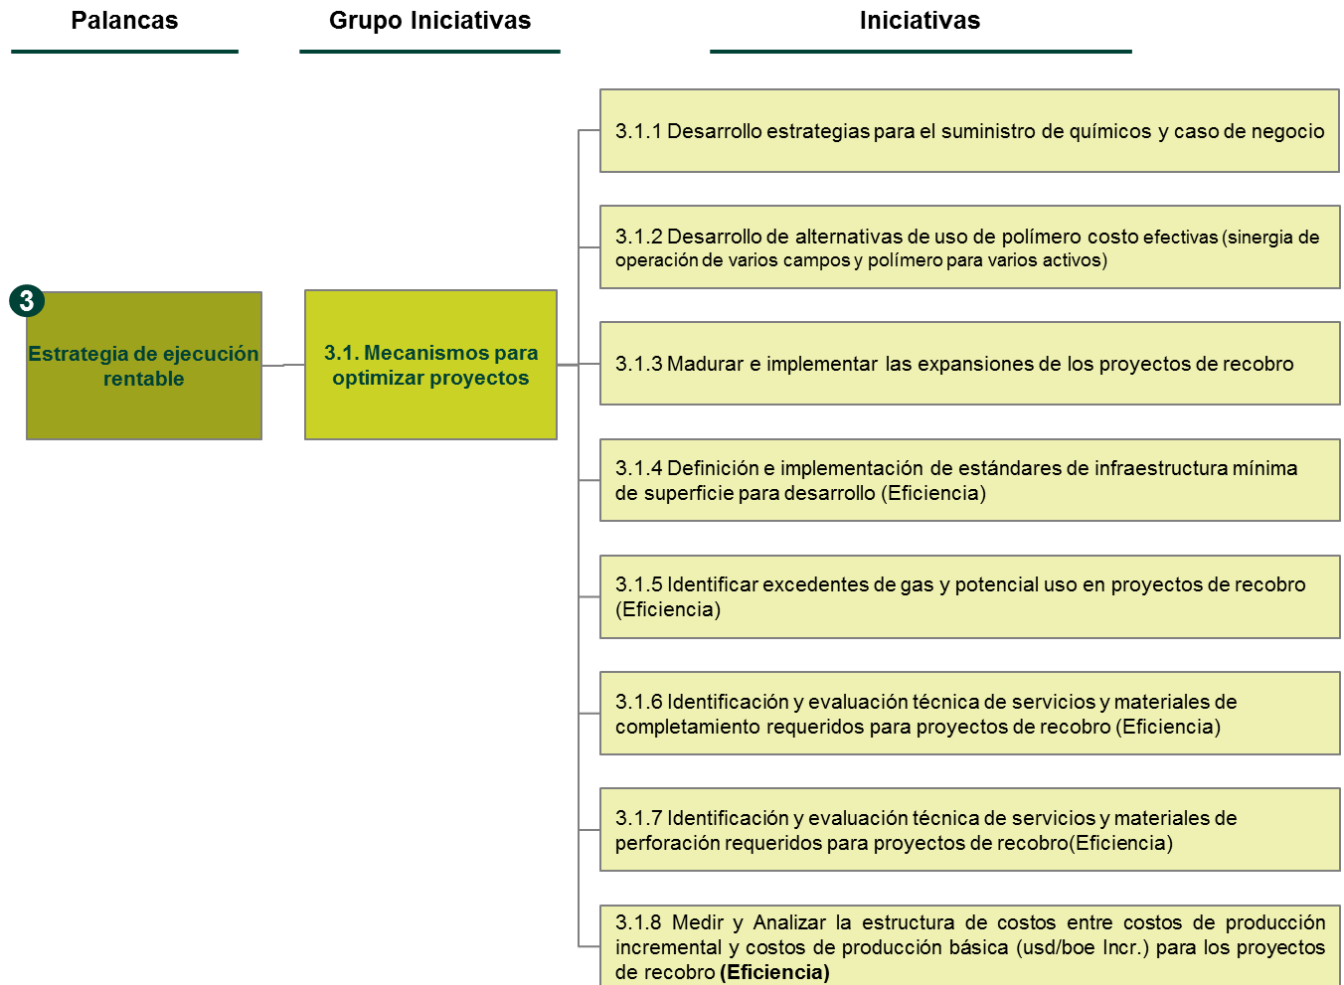 Palancas
Grupo Iniciativas
Iniciativas
3
Estrategia de ejecución
rentable
3.1. Mecanismos para
optimizar proyectos
3.1.1 Desarrollo estrategias para el suministro de químicos y caso de negocio
3.1.2 Desarrollo de alternativas de uso de polímero costo efectivas (sinergia de
operación de varios campos y polímero para varios activos)
3.1.3 Madurar e implementar las expansiones de los proyectos de recobro
3.1.4 Definición e implementación de estándares de infraestructura mínima
de superficie para desarrollo (Eficiencia)
3.1.5 Identificar excedentes de gas y potencial uso en proyectos de recobro
(Eficiencia)
3.1.6 Identificación y evaluación técnica de servicios y materiales de
completamiento requeridos para proyectos de recobro (Eficiencia)
3.1.7 Identificación y evaluación técnica de servicios y materiales de
perforación requeridos para proyectos de recobro(Eficiencia)
3.1.8 Medir y Analizar la estructura de costos entre costos de producción
incremental y costos de producción básica (usd/boe Incr.) para los proyectos
de recobro (Eficiencia)